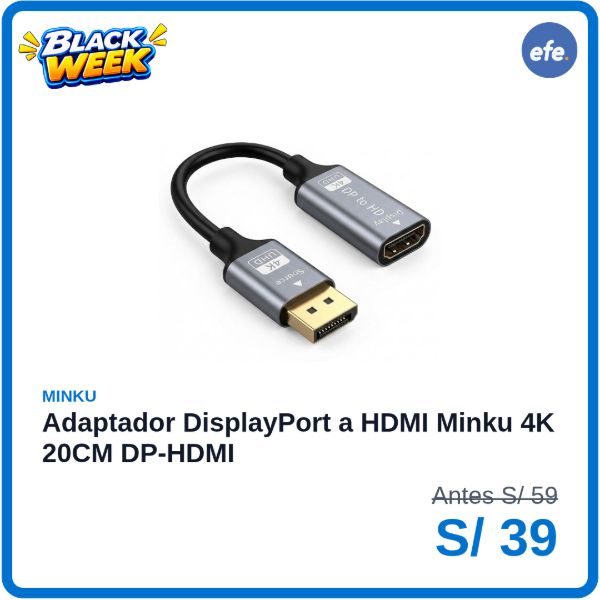 BLACK
WEEK
efe.
4K
UHD
DP to HD
Display
4K
UHD
Source
MINKU
Adaptador DisplayPort a HDMI Minku 4K
20CM DP-HDMI
Antes S/ 59
S/ 39